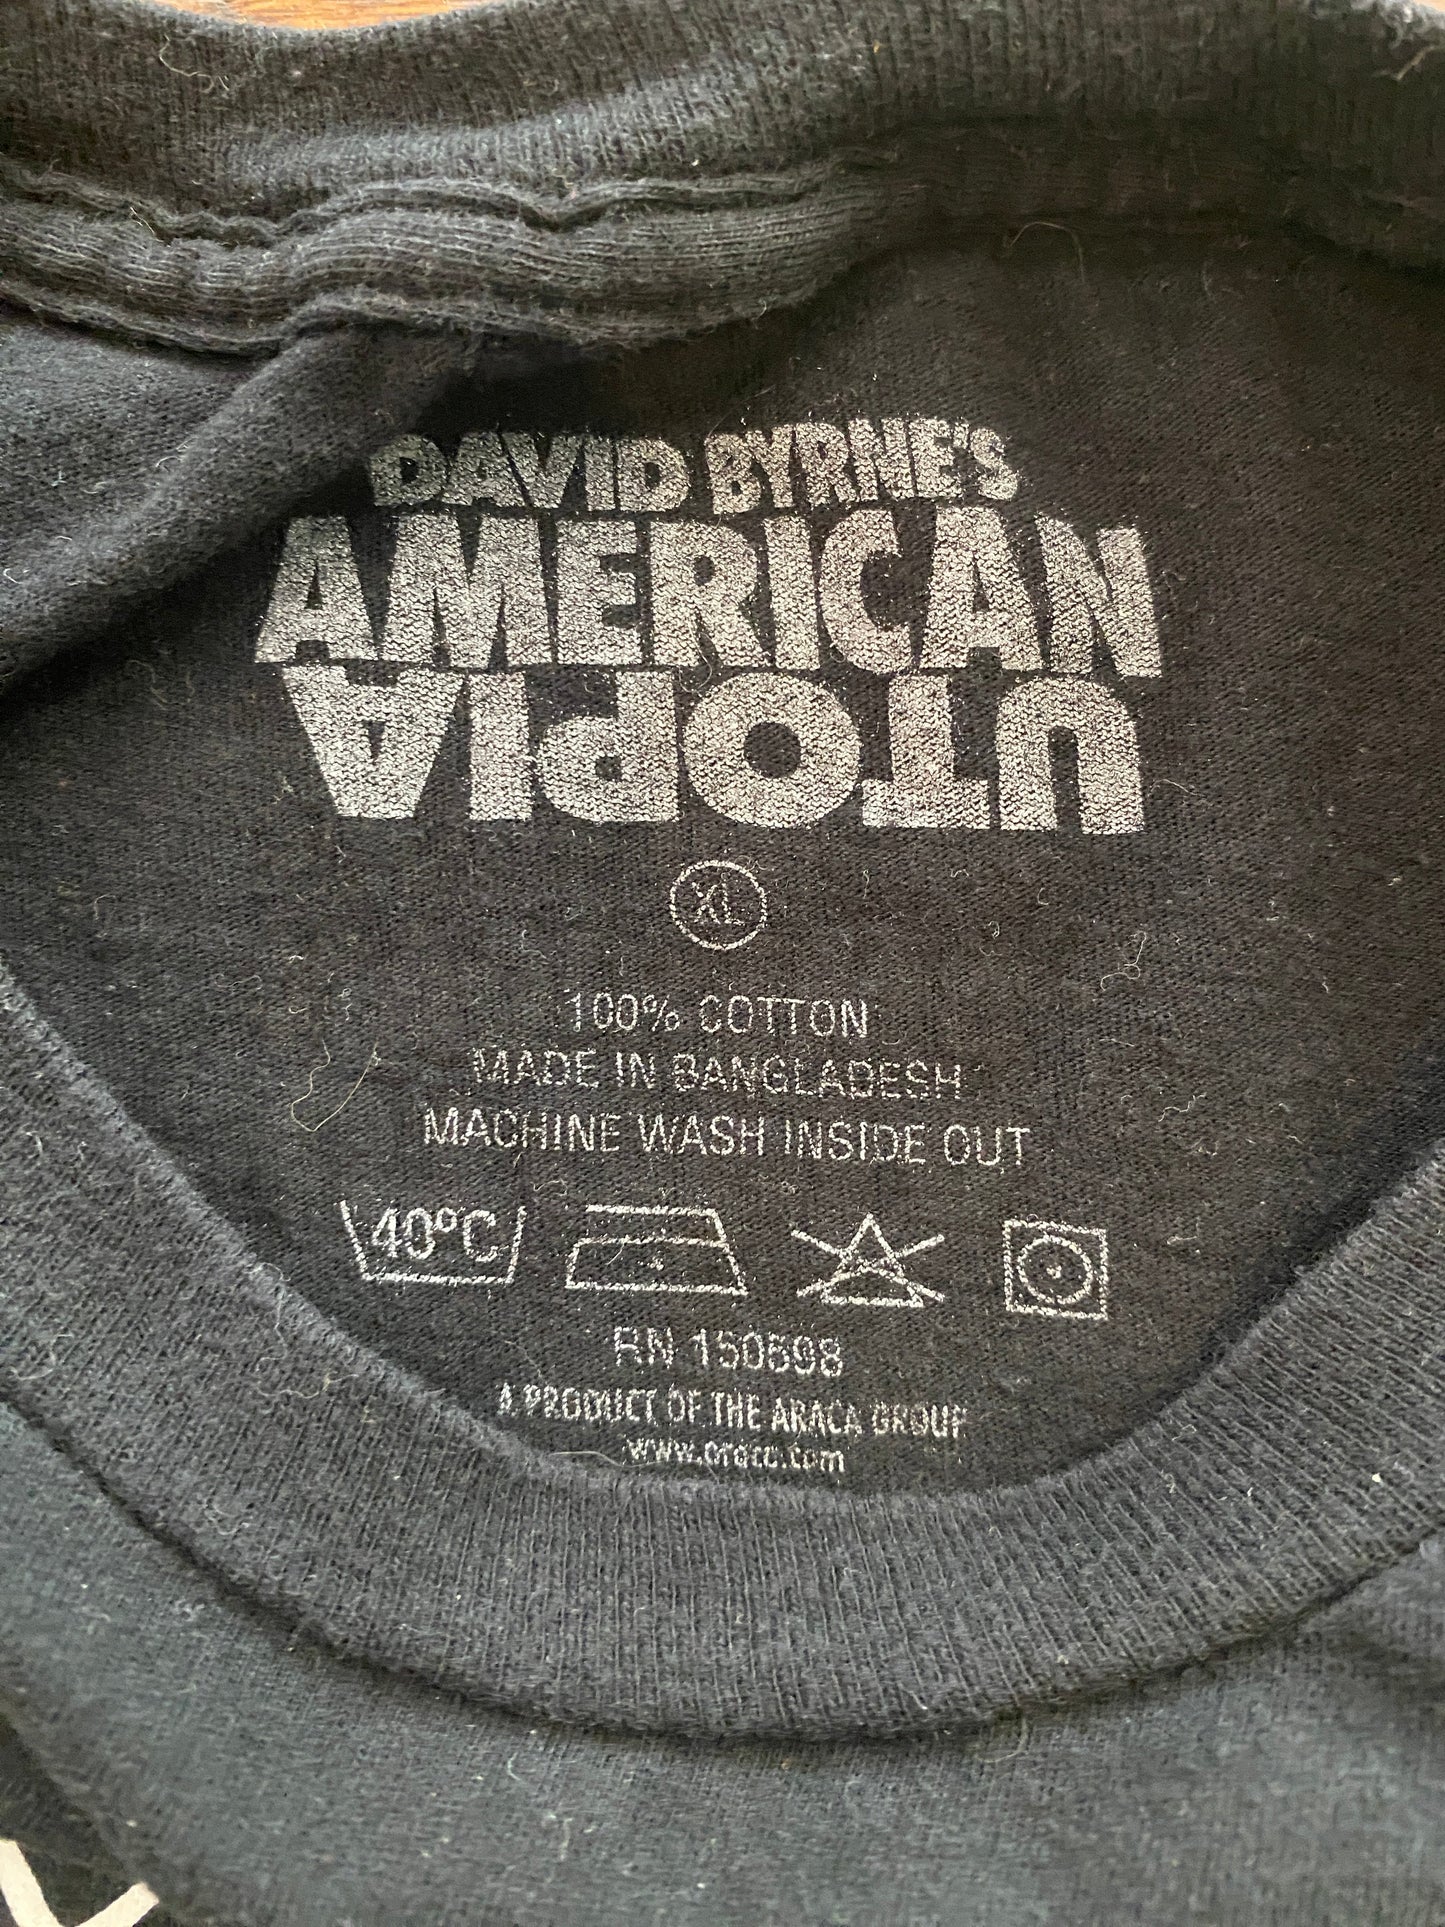 DAVID BYRNE'S
AMERICAN
UTOPIA
XL
100% COTTON
MADE IN BANGLADESH
MACHINE WASH INSIDE OUT
40ºC
RN 150698
A PRODUCT OF THE ARACA GROUP
www.araca.com